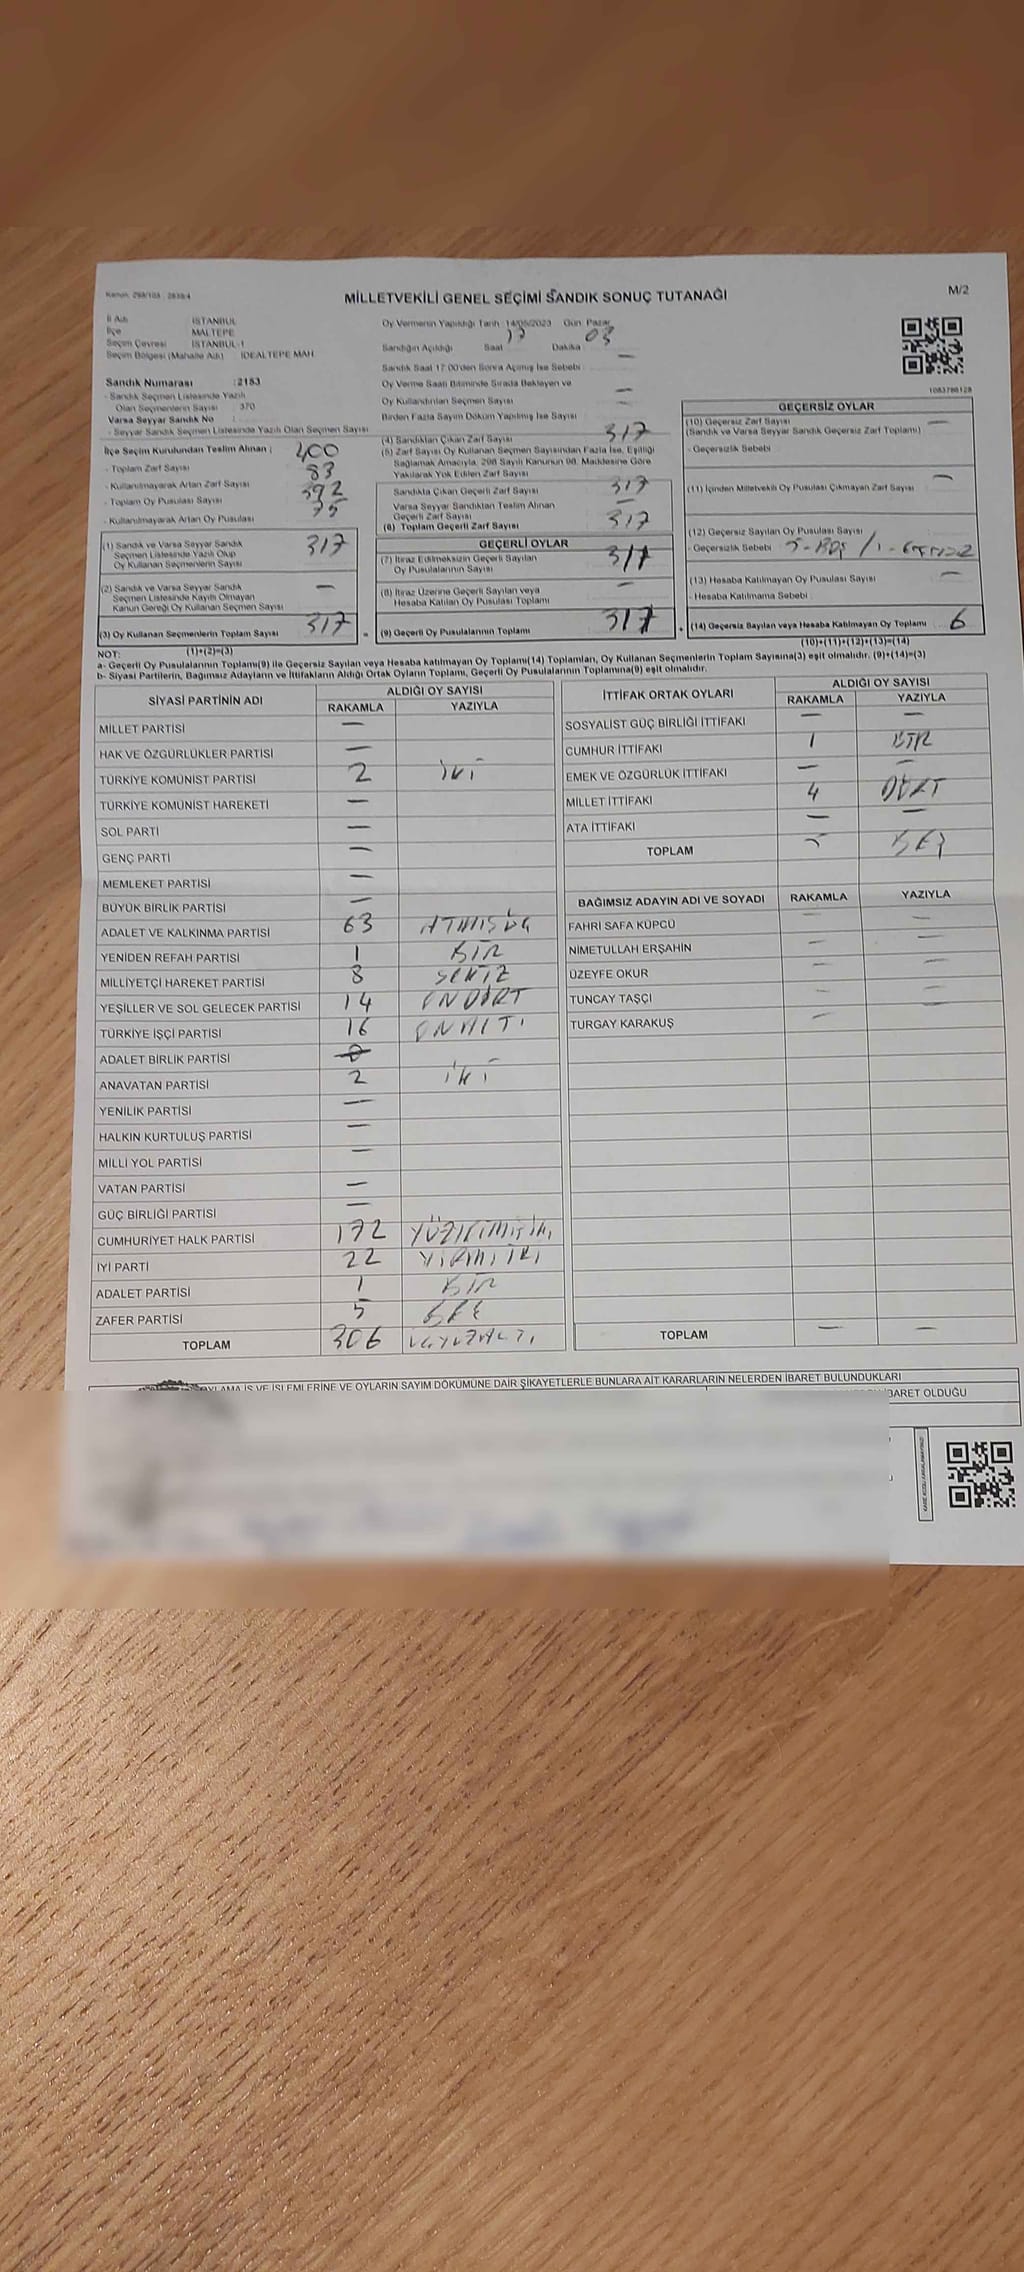 Kanun: 298/103 - 2839/4
MİLLETVEKİLİ GENEL SEÇİMİ SANDIK SONUÇ TUTANAĞI
M/2
İl Adı : İSTANBUL
İlçe : MALTEPE
Seçim Çevresi : İSTANBUL-1
Seçim Bölgesi (Mahalle Adı) : İDEALTEPE MAH.
Sandık Numarası : 2153
- Sandık Seçmen Listesinde Yazılı
Olan Seçmenlerin Sayısı : 370
Varsa Seyyar Sandık No :
- Seyyar Sandık Seçmen Listesinde Yazılı Olan Seçmen Sayısı
İlçe Seçim Kurulundan Teslim Alınan ;
- Toplam Zarf Sayısı 400
- Kullanılmayarak Artan Zarf Sayısı 83
- Toplam Oy Pusulası Sayısı 392
- Kullanılmayarak Artan Oy Pusulası 75
Oy Vermenin Yapıldığı Tarih 14/05/2023 Gün Pazar
Sandığın Açıldığı Saat 17 Dakika 03
Sandık Saat 17:00'den Sonra Açılmış İse Sebebi —
Oy Verme Saati Bitiminde Sırada Bekleyen ve
Oy Kullandırılan Seçmen Sayısı —
Birden Fazla Sayım Döküm Yapılmış İse Sayısı —
(4) Sandıktan Çıkan Zarf Sayısı 317
(5) Zarf Sayısı Oy Kullanan Seçmen Sayısından Fazla İse, Eşitliği
Sağlamak Amacıyla, 298 Sayılı Kanunun 98. Maddesine Göre
Yakılarak Yok Edilen Zarf Sayısı
Sandıkta Çıkan Geçerli Zarf Sayısı 317
Varsa Seyyar Sandıktan Teslim Alınan
Geçerli Zarf Sayısı —
(6) Toplam Geçerli Zarf Sayısı 317
1083786128
GEÇERSİZ OYLAR
(10) Geçersiz Zarf Sayısı —
(Sandık ve Varsa Seyyar Sandık Geçersiz Zarf Toplamı)
- Geçersizlik Sebebi
(11) İçinden Milletvekili Oy Pusulası Çıkmayan Zarf Sayısı —
(12) Geçersiz Sayılan Oy Pusulası Sayısı
- Geçersizlik Sebebi 5-BOŞ / 1-GEÇERSİZ
(13) Hesaba Katılmayan Oy Pusulası Sayısı —
- Hesaba Katılmama Sebebi
(14) Geçersiz Sayılan veya Hesaba Katılmayan Oy Toplamı 6
(10)+(11)+(12)+(13)=(14)
(1) Sandık ve Varsa Seyyar Sandık
Seçmen Listesinde Yazılı Olup
Oy Kullanan Seçmenlerin Sayısı 317
(2) Sandık ve Varsa Seyyar Sandık
Seçmen Listesinde Kayıtlı Olmayan
Kanun Gereği Oy Kullanan Seçmen Sayısı —
(3) Oy Kullanan Seçmenlerin Toplam Sayısı 317 =
(1)+(2)=(3)
GEÇERLİ OYLAR
(7) İtiraz Edilmeksizin Geçerli Sayılan
Oy Pusulalarının Sayısı 317
(8) İtiraz Üzerine Geçerli Sayılan veya
Hesaba Katılan Oy Pusulası Toplamı —
(9) Geçerli Oy Pusulalarının Toplamı 317 +
NOT:
a- Geçerli Oy Pusulalarının Toplamı(9) ile Geçersiz Sayılan veya Hesaba katılmayan Oy Toplamı(14) Toplamları, Oy Kullanan Seçmenlerin Toplam Sayısına(3) eşit olmalıdır. (9)+(14)=(3)
b- Siyasi Partilerin, Bağımsız Adayların ve İttifakların Aldığı Ortak Oyların Toplamı, Geçerli Oy Pusulalarının Toplamına(9) eşit olmalıdır.
SİYASİ PARTİNİN ADI ALDIĞI OY SAYISI
RAKAMLA YAZIYLA
MİLLET PARTİSİ —
HAK VE ÖZGÜRLÜKLER PARTİSİ —
TÜRKİYE KOMÜNİST PARTİSİ 2 İKİ
TÜRKİYE KOMÜNİST HAREKETİ —
SOL PARTİ —
GENÇ PARTİ —
MEMLEKET PARTİSİ —
BÜYÜK BİRLİK PARTİSİ —
ADALET VE KALKINMA PARTİSİ 63 ATMIŞÜÇ
YENİDEN REFAH PARTİSİ 1 BİR
MİLLİYETÇİ HAREKET PARTİSİ 8 SEKİZ
YEŞİLLER VE SOL GELECEK PARTİSİ 14 ONDÖRT
TÜRKİYE İŞÇİ PARTİSİ 16 ONALTI
ADALET BİRLİK PARTİSİ
ANAVATAN PARTİSİ 2 İKİ
YENİLİK PARTİSİ —
HALKIN KURTULUŞ PARTİSİ —
MİLLİ YOL PARTİSİ —
VATAN PARTİSİ —
GÜÇ BİRLİĞİ PARTİSİ —
CUMHURİYET HALK PARTİSİ 172
İYİ PARTİ 22 YİRMİİKİ
ADALET PARTİSİ 1 BİR
ZAFER PARTİSİ 5 BEŞ
TOPLAM 306 ÜÇYÜZALTI
İTTİFAK ORTAK OYLARI ALDIĞI OY SAYISI
RAKAMLA YAZIYLA
SOSYALİST GÜÇ BİRLİĞİ İTTİFAKI — —
CUMHUR İTTİFAKI 1 BİR
EMEK VE ÖZGÜRLÜK İTTİFAKI — —
MİLLET İTTİFAKI 4 DÖRT
ATA İTTİFAKI — —
TOPLAM 5 BEŞ
BAĞIMSIZ ADAYIN ADI VE SOYADI RAKAMLA YAZIYLA
FAHRİ SAFA KÜPCÜ — —
NİMETULLAH ERŞAHİN — —
ÜZEYFE OKUR — —
TUNCAY TAŞÇI — —
TURGAY KARAKUŞ —
TOPLAM — —
OYLAMA İŞ VE İŞLEMLERİNE VE OYLARIN SAYIM DÖKÜMÜNE DAİR ŞİKAYETLERLE BUNLARA AİT KARARLARIN NELERDEN İBARET BULUNDUKLARI
İBARET OLDUĞU